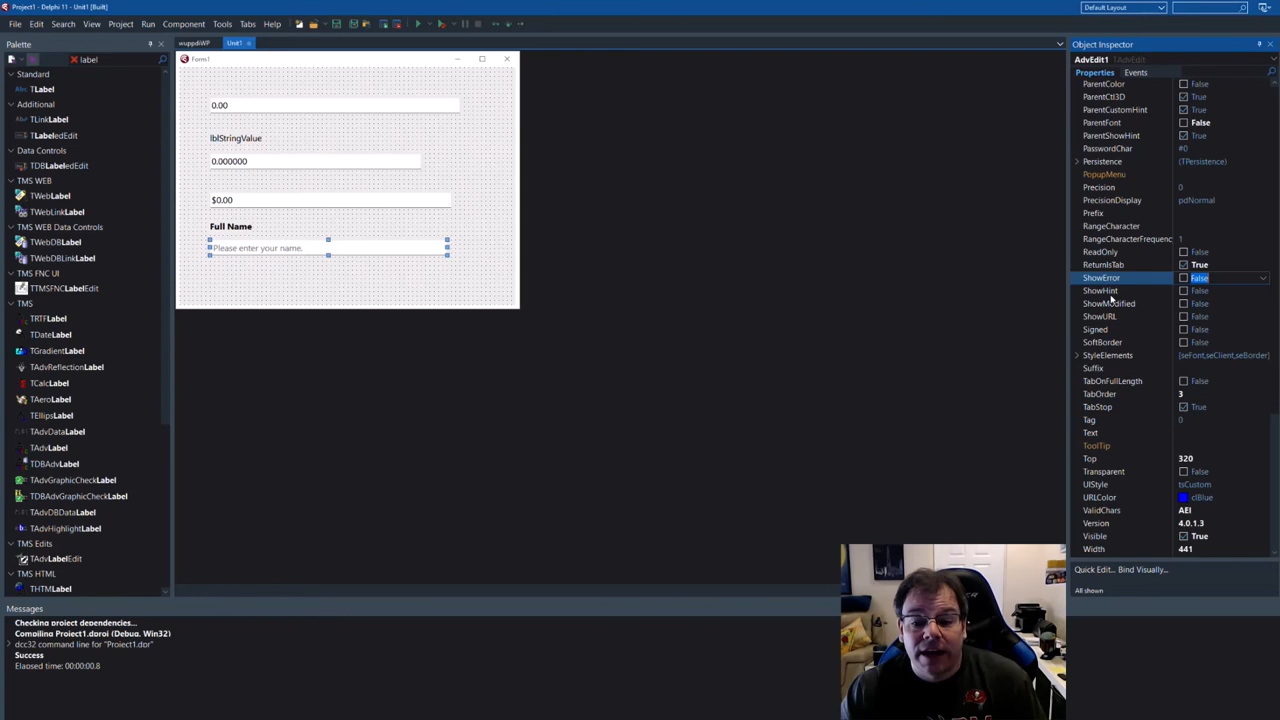 Project1 - Delphi 11 - Unit1 [Built]
Default Layout
File Edit Search View Project Run Component Tools Tabs Help
Palette
label
Standard
TLabel
Additional
TLinkLabel
TLabeledEdit
Data Controls
TDBLabeledEdit
TMS WEB
TWebLabel
TWebLinkLabel
TMS WEB Data Controls
TWebDBLabel
TWebDBLinkLabel
TMS FNC UI
TTMSFNCLabelEdit
TMS
TRTFLabel
TDateLabel
TGradientLabel
TAdvReflectionLabel
TCalcLabel
TAeroLabel
TEllipsLabel
TAdvDataLabel
TAdvLabel
TDBAdvLabel
TAdvGraphicCheckLabel
TDBAdvGraphicCheckLabel
TAdvDBDataLabel
TAdvHighlightLabel
TMS Edits
TAdvLabelEdit
TMS HTML
THTMLabel
wuppdiWP Unit1
Form1
0.00
lblStringValue
0.000000
$0.00
Full Name
Please enter your name.
Object Inspector
AdvEdit1 TAdvEdit
Properties Events
ParentColor False
ParentCtl3D True
ParentCustomHint True
ParentFont False
ParentShowHint True
PasswordChar #0
Persistence (TPersistence)
PopupMenu
Precision 0
PrecisionDisplay pdNormal
Prefix
RangeCharacter
RangeCharacterFrequenc 1
ReadOnly False
ReturnIsTab True
ShowError False
ShowHint False
ShowModified False
ShowURL False
Signed False
SoftBorder False
StyleElements [seFont,seClient,seBorder]
Suffix
TabOnFullLength False
TabOrder 3
TabStop True
Tag 0
Text
ToolTip
Top 320
Transparent False
UIStyle tsCustom
URLColor clBlue
ValidChars AEI
Version 4.0.1.3
Visible True
Width 441
Quick Edit... Bind Visually...
All shown
Messages
Checking project dependencies...
Compiling Project1.dproj (Debug, Win32)
dcc32 command line for "Project1.dpr"
Success
Elapsed time: 00:00:00.8